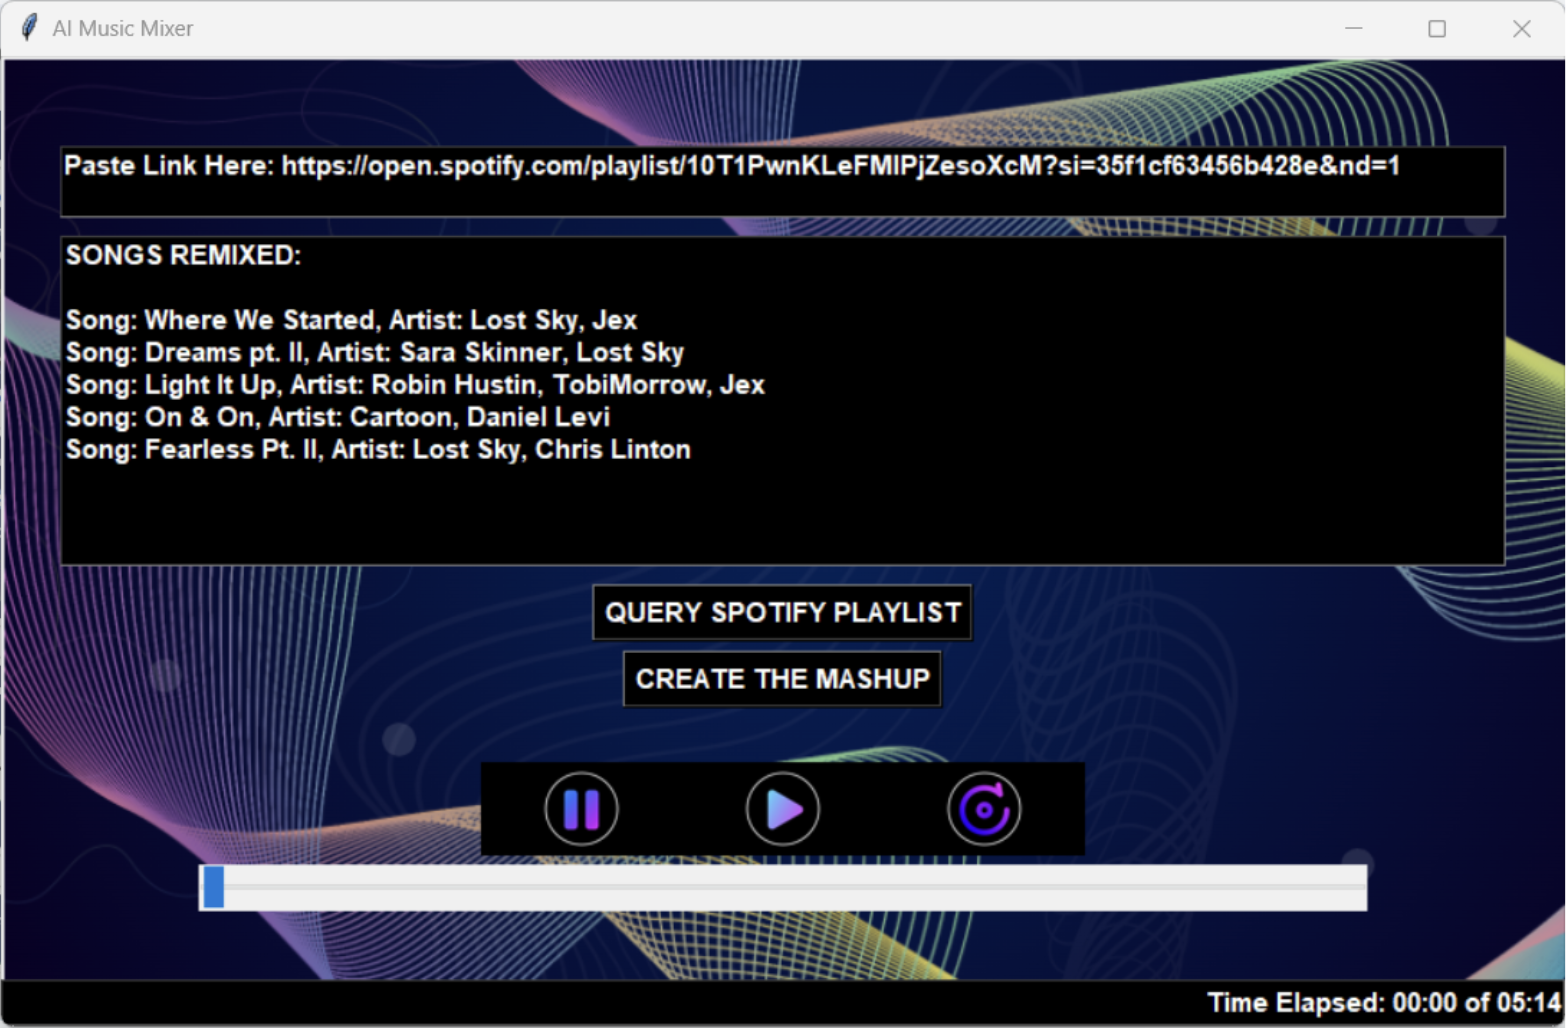 AI Music Mixer
Paste Link Here: https://open.spotify.com/playlist/10T1PwnKLeFMIPjZesoXcM?si=35f1cf63456b428e&nd=1
SONGS REMIXED:
Song: Where We Started, Artist: Lost Sky, Jex
Song: Dreams pt. II, Artist: Sara Skinner, Lost Sky
Song: Light It Up, Artist: Robin Hustin, TobiMorrow, Jex
Song: On & On, Artist: Cartoon, Daniel Levi
Song: Fearless Pt. II, Artist: Lost Sky, Chris Linton
QUERY SPOTIFY PLAYLIST
CREATE THE MASHUP
Time Elapsed: 00:00 of 05:14